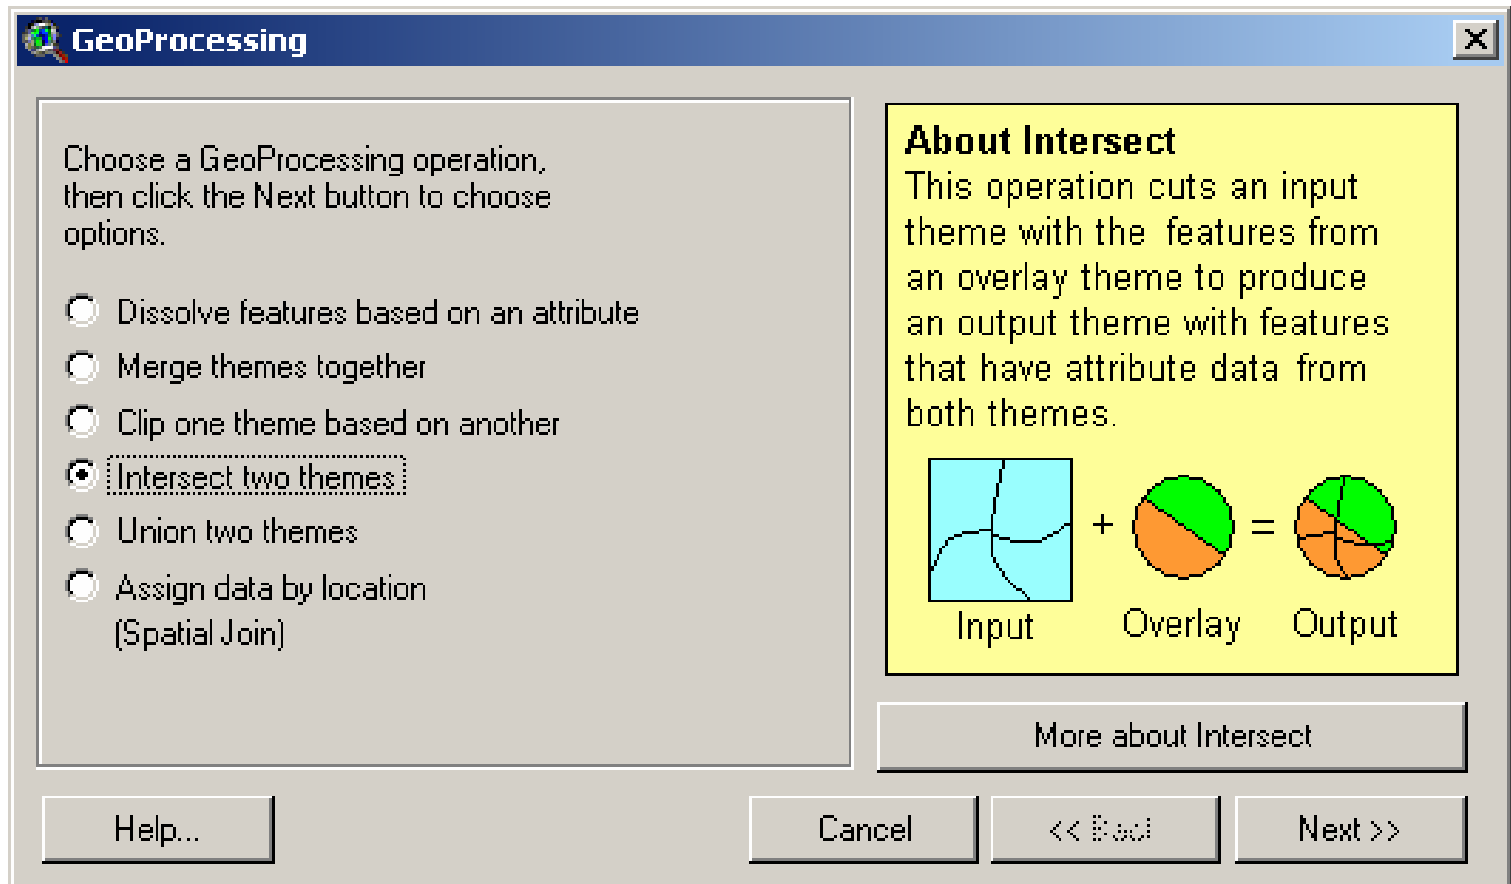 GeoProcessing
Choose a GeoProcessing operation,
then click the Next button to choose
options.
Dissolve features based on an attribute
Merge themes together
Clip one theme based on another
Intersect two themes
Union two themes
Assign data by location
(Spatial Join)
About Intersect
This operation cuts an input
theme with the features from
an overlay theme to produce
an output theme with features
that have attribute data from
both themes.
+ =
Input Overlay Output
More about Intersect
Help... Cancel << Back Next >>